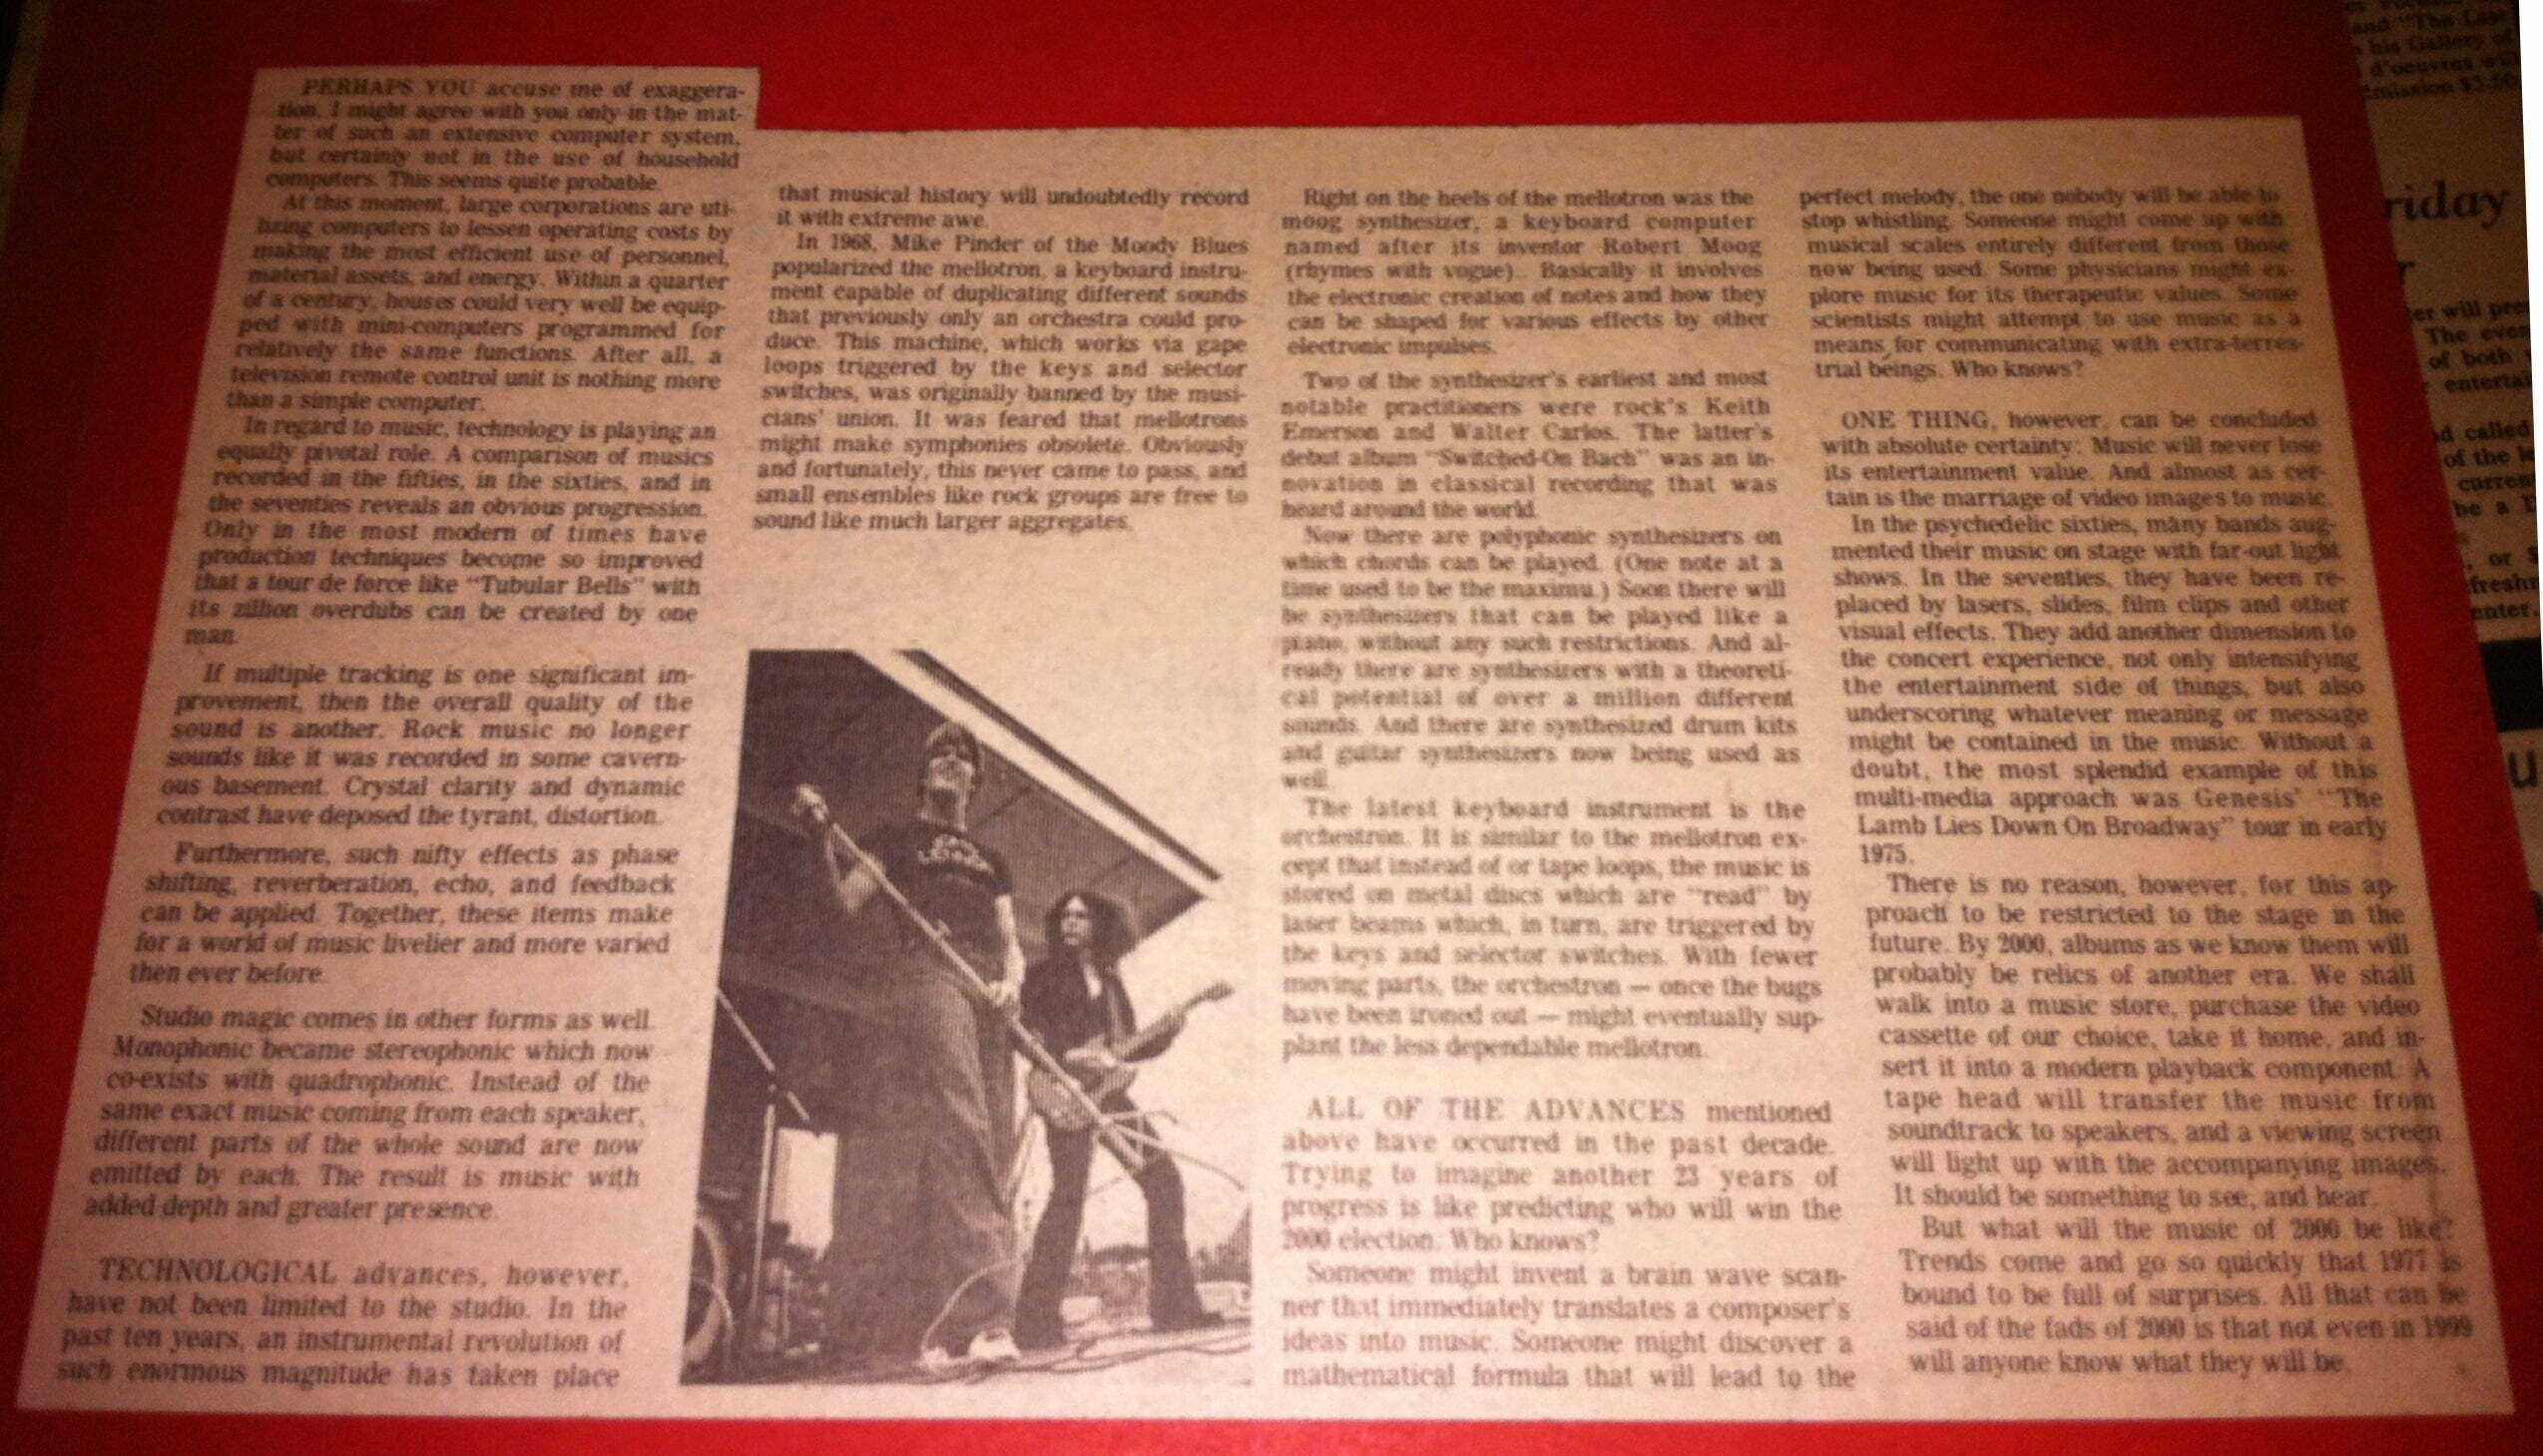 PERHAPS YOU accuse me of exaggera-
tion. I might agree with you only in the mat-
ter of such an extensive computer system,
but certainly not in the use of household
computers. This seems quite probable.
At this moment, large corporations are uti-
lizing computers to lessen operating costs by
making the most efficient use of personnel,
material assets, and energy. Within a quarter
of a century, houses could very well be equip-
ped with mini-computers programmed for
relatively the same functions. After all, a
television remote control unit is nothing more
than a simple computer.
In regard to music, technology is playing an
equally pivotal role. A comparison of musics
recorded in the fifties, in the sixties, and in
the seventies reveals an obvious progression.
Only in the most modern of times have
production techniques become so improved
that a tour de force like "Tubular Bells" with
its zillion overdubs can be created by one
man.
If multiple tracking is one significant im-
provement, then the overall quality of the
sound is another. Rock music no longer
sounds like it was recorded in some cavern-
ous basement. Crystal clarity and dynamic
contrast have deposed the tyrant, distortion.
Furthermore, such nifty effects as phase
shifting, reverberation, echo, and feedback
can be applied. Together, these items make
for a world of music livelier and more varied
then ever before.
Studio magic comes in other forms as well.
Monophonic became stereophonic which now
co-exists with quadrophonic. Instead of the
same exact music coming from each speaker,
different parts of the whole sound are now
emitted by each. The result is music with
added depth and greater presence.
TECHNOLOGICAL advances, however,
have not been limited to the studio. In the
past ten years, an instrumental revolution of
such enormous magnitude has taken place
that musical history will undoubtedly record
it with extreme awe.
In 1968, Mike Pinder of the Moody Blues
popularized the mellotron, a keyboard instru-
ment capable of duplicating different sounds
that previously only an orchestra could pro-
duce. This machine, which works via gape
loops triggered by the keys and selector
switches, was originally banned by the musi-
cians' union. It was feared that mellotrons
might make symphonies obsolete. Obviously
and fortunately, this never came to pass, and
small ensembles like rock groups are free to
sound like much larger aggregates.
Right on the heels of the mellotron was the
moog synthesizer, a keyboard computer
named after its inventor Robert Moog
(rhymes with vogue). Basically it involves
the electronic creation of notes and how they
can be shaped for various effects by other
electronic impulses.
Two of the synthesizer's earliest and most
notable practitioners were rock's Keith
Emerson and Walter Carlos. The latter's
debut album "Switched-On Bach" was an in-
novation in classical recording that was
heard around the world.
Now there are polyphonic synthesizers on
which chords can be played. (One note at a
time used to be the maximu.) Soon there will
be synthesizers that can be played like a
piano, without any such restrictions. And al-
ready there are synthesizers with a theoreti-
cal potential of over a million different
sounds. And there are synthesized drum kits
and guitar synthesizers now being used as
well.
The latest keyboard instrument is the
orchestron. It is similar to the mellotron ex-
cept that instead of or tape loops, the music is
stored on metal discs which are "read" by
laser beams which, in turn, are triggered by
the keys and selector switches. With fewer
moving parts, the orchestron — once the bugs
have been ironed out — might eventually sup-
plant the less dependable mellotron.
ALL OF THE ADVANCES mentioned
above have occurred in the past decade.
Trying to imagine another 23 years of
progress is like predicting who will win the
2000 election. Who knows?
Someone might invent a brain wave scan-
ner that immediately translates a composer's
ideas into music. Someone might discover a
mathematical formula that will lead to the
perfect melody, the one nobody will be able to
stop whistling. Someone might come up with
musical scales entirely different from those
now being used. Some physicians might ex-
plore music for its therapeutic values. Some
scientists might attempt to use music as a
means for communicating with extra-terres-
trial beings. Who knows?
ONE THING, however, can be concluded
with absolute certainty: Music will never lose
its entertainment value. And almost as cer-
tain is the marriage of video images to music.
In the psychedelic sixties, many bands aug-
mented their music on stage with far-out light
shows. In the seventies, they have been re-
placed by lasers, slides, film clips and other
visual effects. They add another dimension to
the concert experience, not only intensifying
the entertainment side of things, but also
underscoring whatever meaning or message
might be contained in the music. Without a
doubt, the most splendid example of this
multi-media approach was Genesis' "The
Lamb Lies Down On Broadway" tour in early
1975.
There is no reason, however, for this ap-
proach to be restricted to the stage in the
future. By 2000, albums as we know them will
probably be relics of another era. We shall
walk into a music store, purchase the video
cassette of our choice, take it home, and in-
sert it into a modern playback component. A
tape head will transfer the music from
soundtrack to speakers, and a viewing screen
will light up with the accompanying images.
It should be something to see, and hear.
But what will the music of 2000 be like?
Trends come and go so quickly that 1977 is
bound to be full of surprises. All that can be
said of the fads of 2000 is that not even in 1999
will anyone know what they will be.
and "The Last
his Gallery of
d'oeuvres
mission $2.50
riday
er will
The
of both
enterta
d called
of the
curren
be a
, or
freshm
enter,